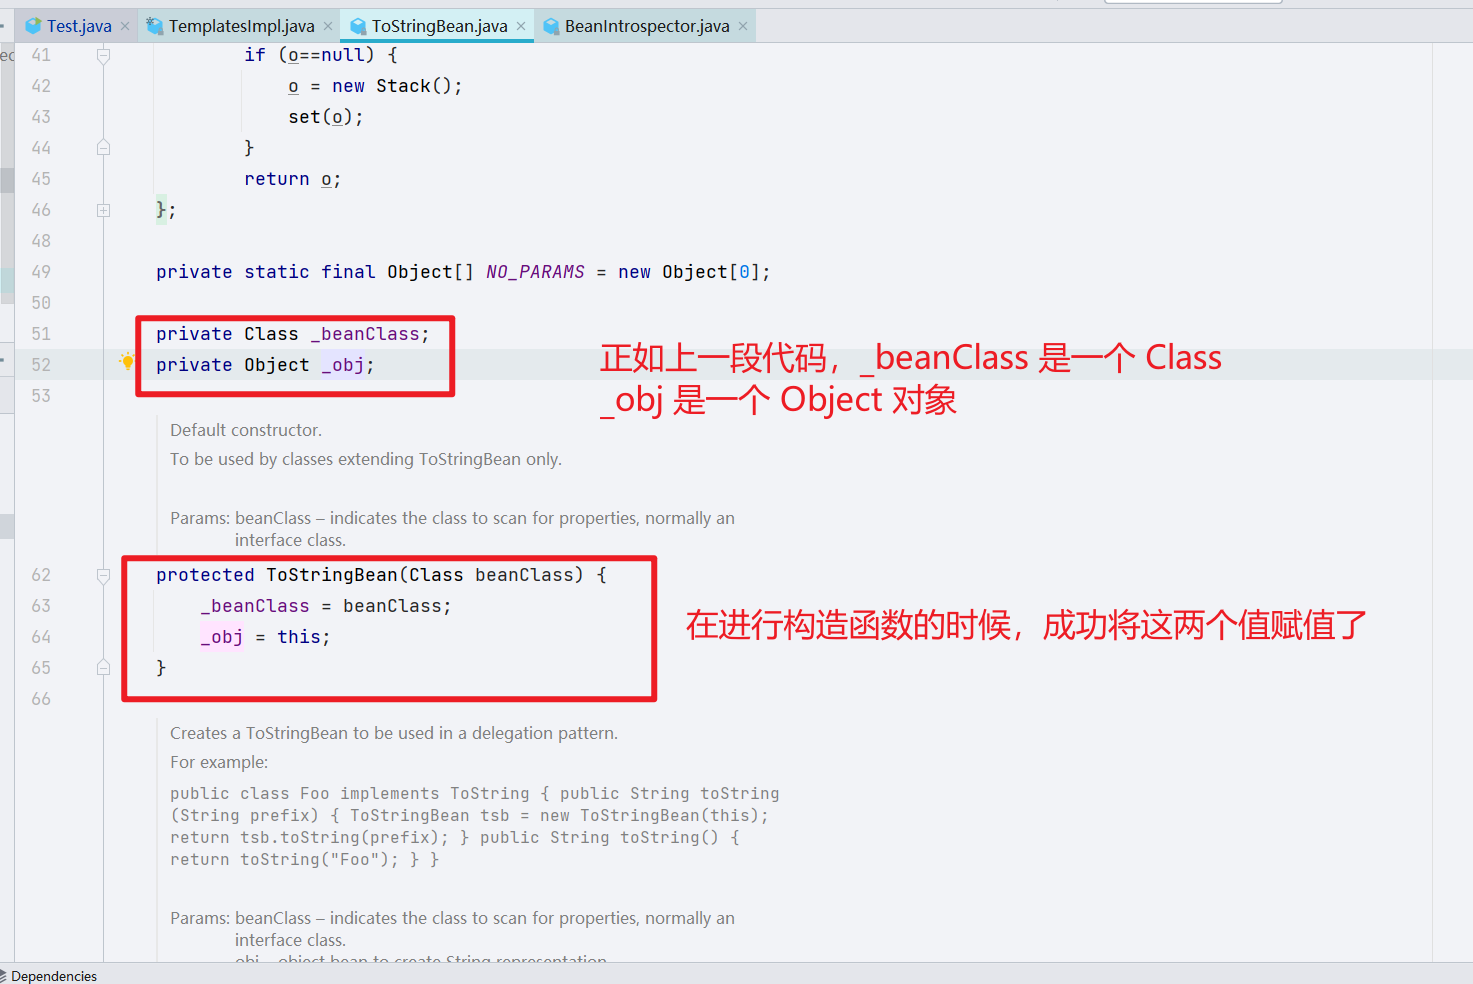 Test.java
TemplatesImpl.java
ToStringBean.java
BeanIntrospector.java
41 if (o==null) {
42 o = new Stack();
43 set(o);
44 }
45 return o;
46 };
48
49 private static final Object[] NO_PARAMS = new Object[0];
50
51 private Class _beanClass;
52 private Object _obj;
正如上一段代码，_beanClass 是一个 Class
_obj 是一个 Object 对象
53
Default constructor.
To be used by classes extending ToStringBean only.
Params: beanClass – indicates the class to scan for properties, normally an
interface class.
62 protected ToStringBean(Class beanClass) {
63 _beanClass = beanClass;
64 _obj = this;
在进行构造函数的时候，成功将这两个值赋值了
65 }
66
Creates a ToStringBean to be used in a delegation pattern.
For example:
public class Foo implements ToString { public String toString
(String prefix) { ToStringBean tsb = new ToStringBean(this);
return tsb.toString(prefix); } public String toString() {
return toString("Foo"); } }
Params: beanClass – indicates the class to scan for properties, normally an
interface class.
obj – object bean to create String representation
Dependencies